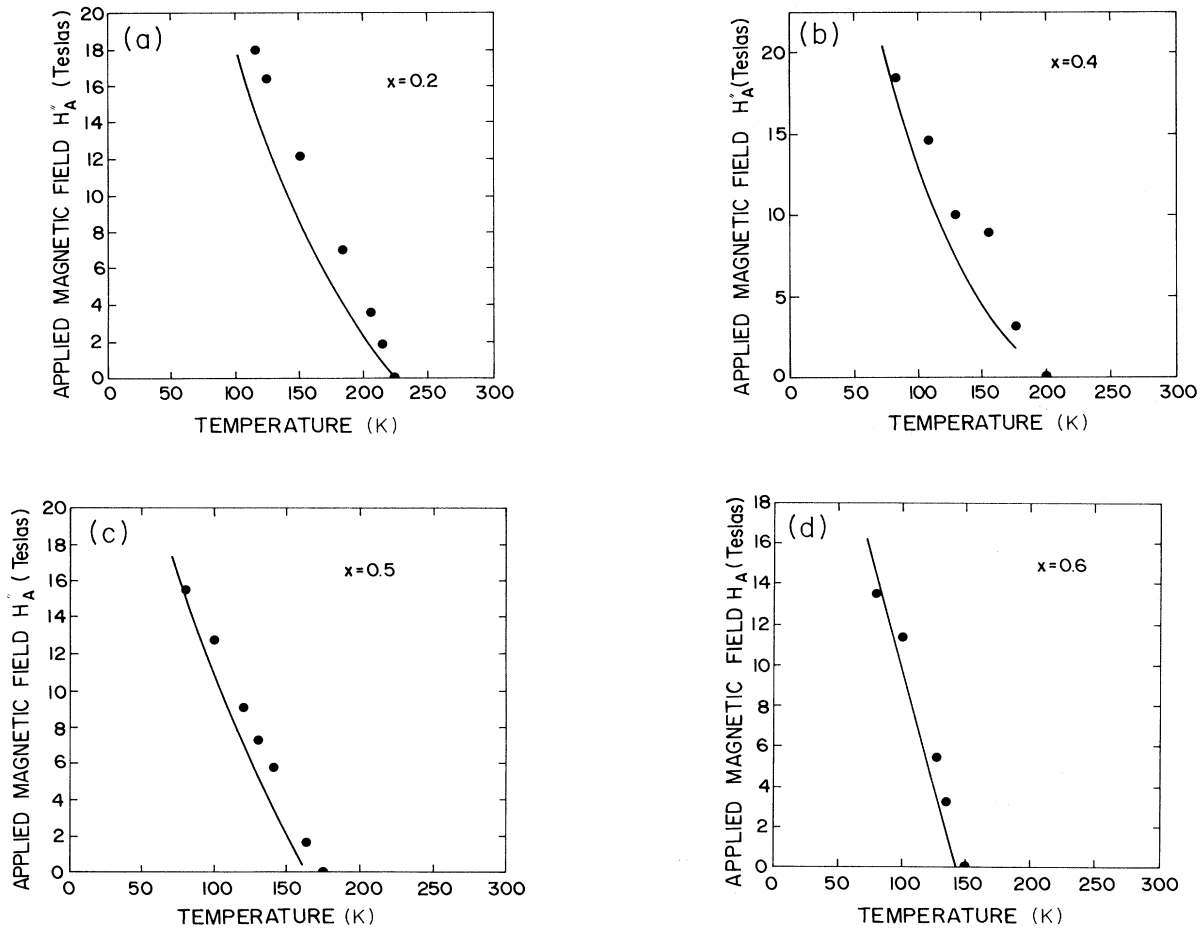 (a)
x=0.2
APPLIED MAGNETIC FIELD H"A (Teslas)
20
18
16
14
12
10
8
6
4
2
0
0 50 100 150 200 250 300
TEMPERATURE (K)
(b)
x=0.4
APPLIED MAGNETIC FIELD H"A (Teslas)
20
15
10
5
0
0 50 100 150 200 250 300
TEMPERATURE (K)
(c)
x=0.5
APPLIED MAGNETIC FIELD H"A (Teslas)
20
18
16
14
12
10
8
6
4
2
0
0 50 100 150 200 250 300
TEMPERATURE (K)
(d)
x=0.6
APPLIED MAGNETIC FIELD HA (Teslas)
18
16
14
12
10
8
6
4
2
0
0 50 100 150 200 250 300
TEMPERATURE (K)